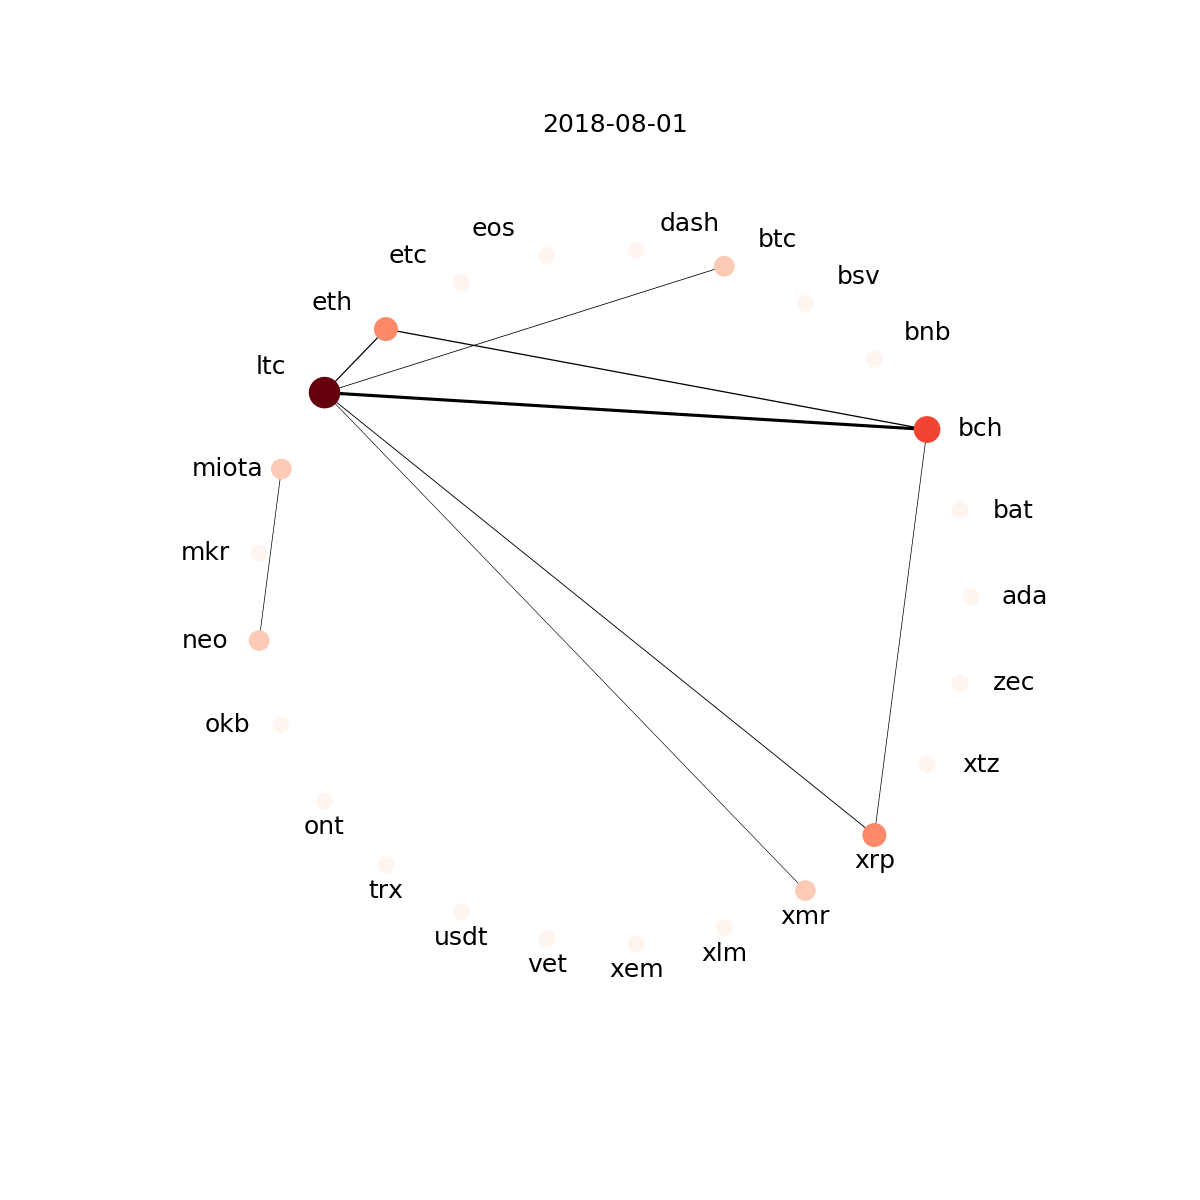 2018-08-01
dash
eos
btc
etc
bsv
eth
bnb
ltc
bch
miota
bat
mkr
ada
neo
zec
okb
xtz
ont
xrp
trx
xmr
usdt
xlm
vet
xem